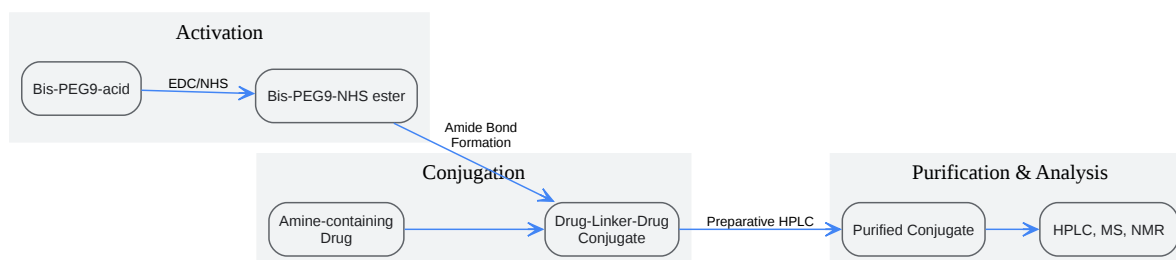 Activation
Bis-PEG9-acid
EDC/NHS
Bis-PEG9-NHS ester
Amide Bond
Formation
Conjugation
Amine-containing
Drug
Drug-Linker-Drug
Conjugate
Preparative HPLC
Purification & Analysis
Purified Conjugate
HPLC, MS, NMR